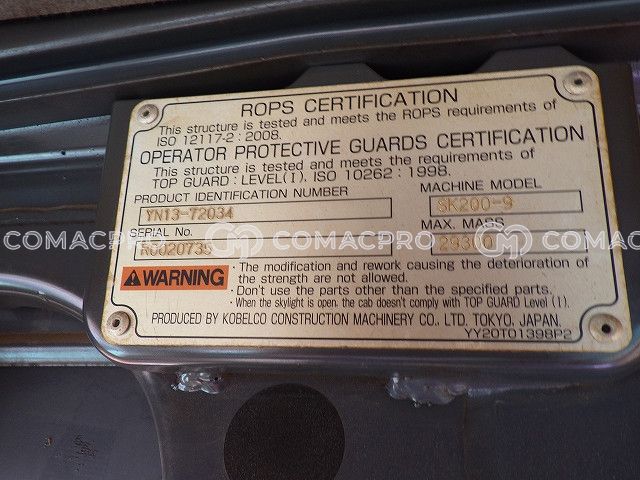 ROPS CERTIFICATION
This structure is tested and meets the ROPS requirements of
ISO 12117-2 : 2008.
OPERATOR PROTECTIVE GUARDS CERTIFICATION
This structure is tested and meets the requirements of
TOP GUARD : LEVEL(I). ISO 10262 : 1998.
PRODUCT IDENTIFICATION NUMBER
YN13-72034
MACHINE MODEL
SK200-9
SERIAL No.
MAX. MASS
COMACPRO COMACPRO COMACPRO
WARNING
· The modification and rework causing the deterioration of
the strength are not allowed.
· Don't use the parts other than the specified parts.
· When the skylight is open, the cab doesn't comply with TOP GUARD Level (I).
PRODUCED BY KOBELCO CONSTRUCTION MACHINERY CO., LTD. TOKYO, JAPAN.
YY20T01398P2